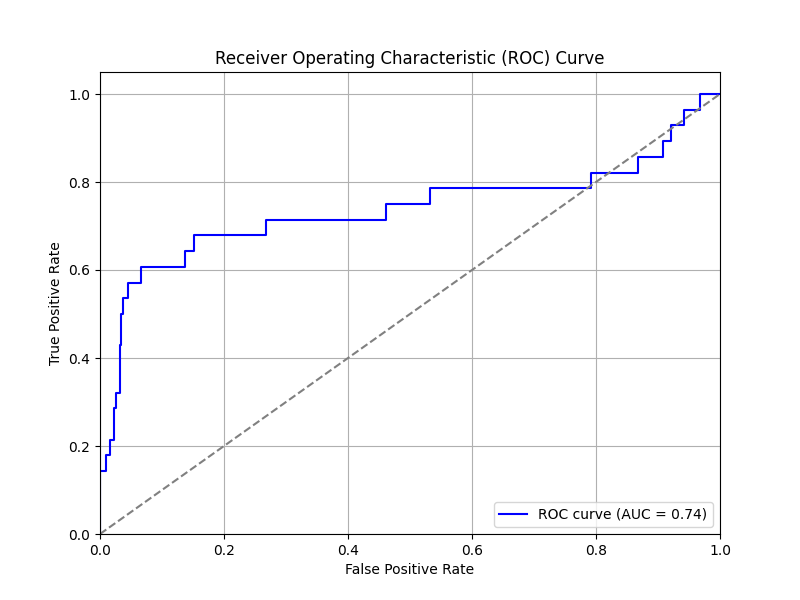 Receiver Operating Characteristic (ROC) Curve
1.0
0.8
0.6
0.4
0.2
0.0
True Positive Rate
ROC curve (AUC = 0.74)
0.0 0.2 0.4 0.6 0.8 1.0
False Positive Rate